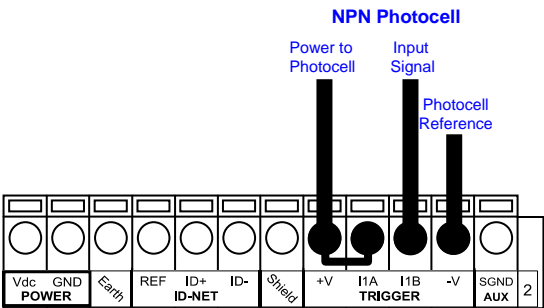 NPN Photocell
Power to
Photocell
Input
Signal
Photocell
Reference
Vdc GND Earth REF ID+ ID- Shield +V I1A I1B -V SGND 2
POWER ID-NET TRIGGER AUX